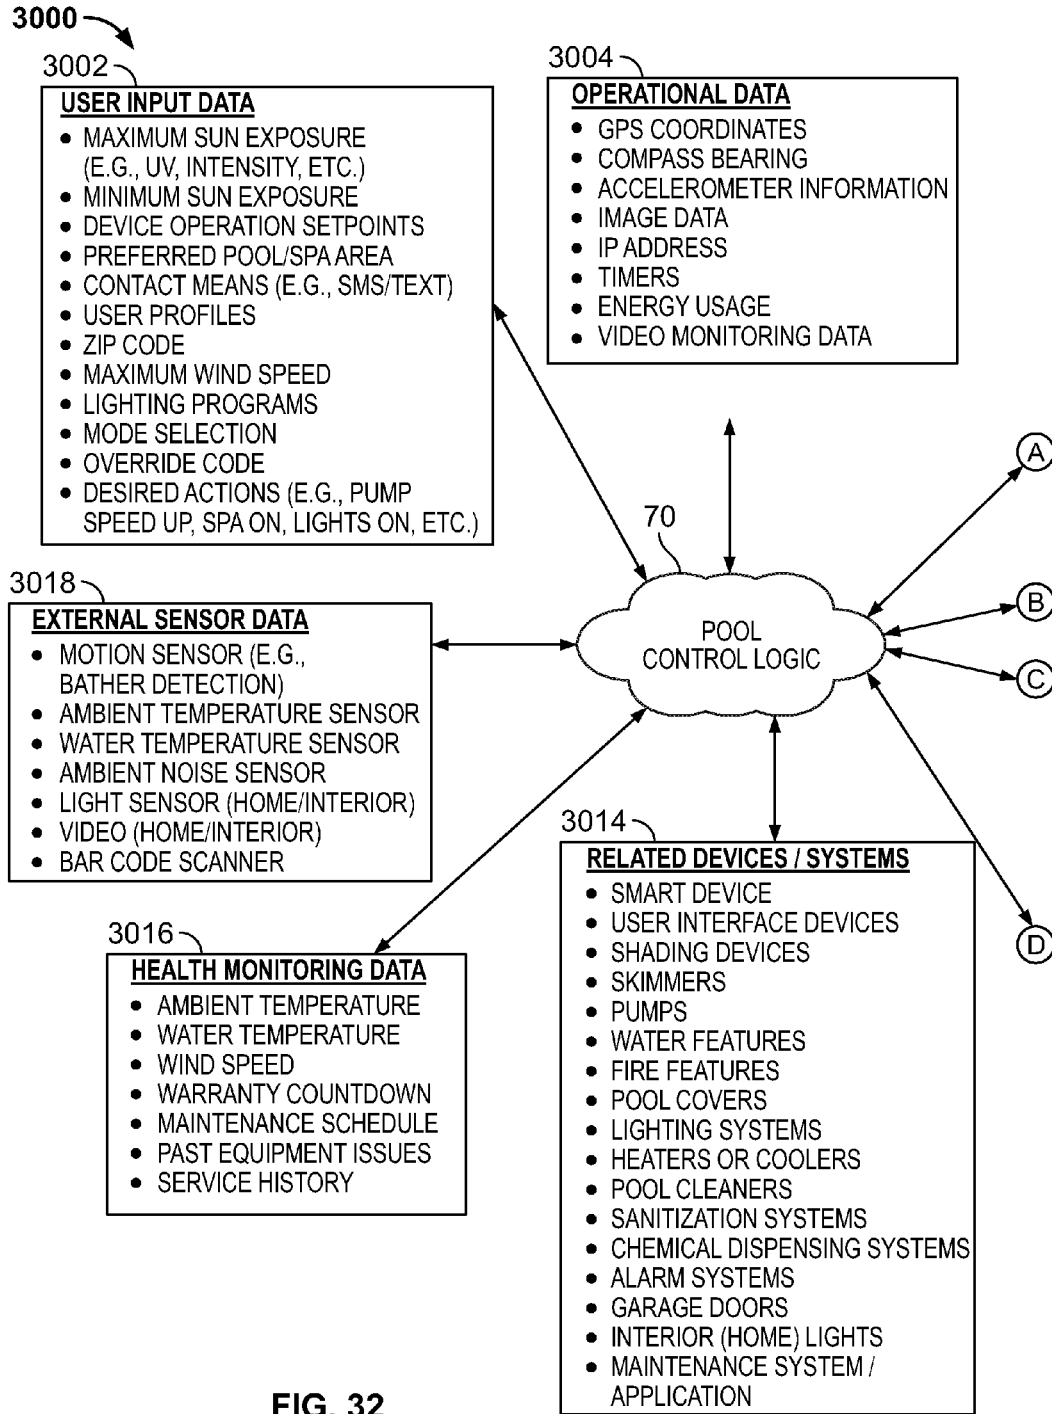 3000
3002
USER INPUT DATA
• MAXIMUM SUN EXPOSURE
(E.G., UV, INTENSITY, ETC.)
• MINIMUM SUN EXPOSURE
• DEVICE OPERATION SETPOINTS
• PREFERRED POOL/SPA AREA
• CONTACT MEANS (E.G., SMS/TEXT)
• USER PROFILES
• ZIP CODE
• MAXIMUM WIND SPEED
• LIGHTING PROGRAMS
• MODE SELECTION
• OVERRIDE CODE
• DESIRED ACTIONS (E.G., PUMP
SPEED UP, SPA ON, LIGHTS ON, ETC.)
3004
OPERATIONAL DATA
• GPS COORDINATES
• COMPASS BEARING
• ACCELEROMETER INFORMATION
• IMAGE DATA
• IP ADDRESS
• TIMERS
• ENERGY USAGE
• VIDEO MONITORING DATA
70
POOL
CONTROL LOGIC
A
B
C
D
3018
EXTERNAL SENSOR DATA
• MOTION SENSOR (E.G.,
BATHER DETECTION)
• AMBIENT TEMPERATURE SENSOR
• WATER TEMPERATURE SENSOR
• AMBIENT NOISE SENSOR
• LIGHT SENSOR (HOME/INTERIOR)
• VIDEO (HOME/INTERIOR)
• BAR CODE SCANNER
3016
HEALTH MONITORING DATA
• AMBIENT TEMPERATURE
• WATER TEMPERATURE
• WIND SPEED
• WARRANTY COUNTDOWN
• MAINTENANCE SCHEDULE
• PAST EQUIPMENT ISSUES
• SERVICE HISTORY
3014
RELATED DEVICES / SYSTEMS
• SMART DEVICE
• USER INTERFACE DEVICES
• SHADING DEVICES
• SKIMMERS
• PUMPS
• WATER FEATURES
• FIRE FEATURES
• POOL COVERS
• LIGHTING SYSTEMS
• HEATERS OR COOLERS
• POOL CLEANERS
• SANITIZATION SYSTEMS
• CHEMICAL DISPENSING SYSTEMS
• ALARM SYSTEMS
• GARAGE DOORS
• INTERIOR (HOME) LIGHTS
• MAINTENANCE SYSTEM /
APPLICATION
FIG. 32